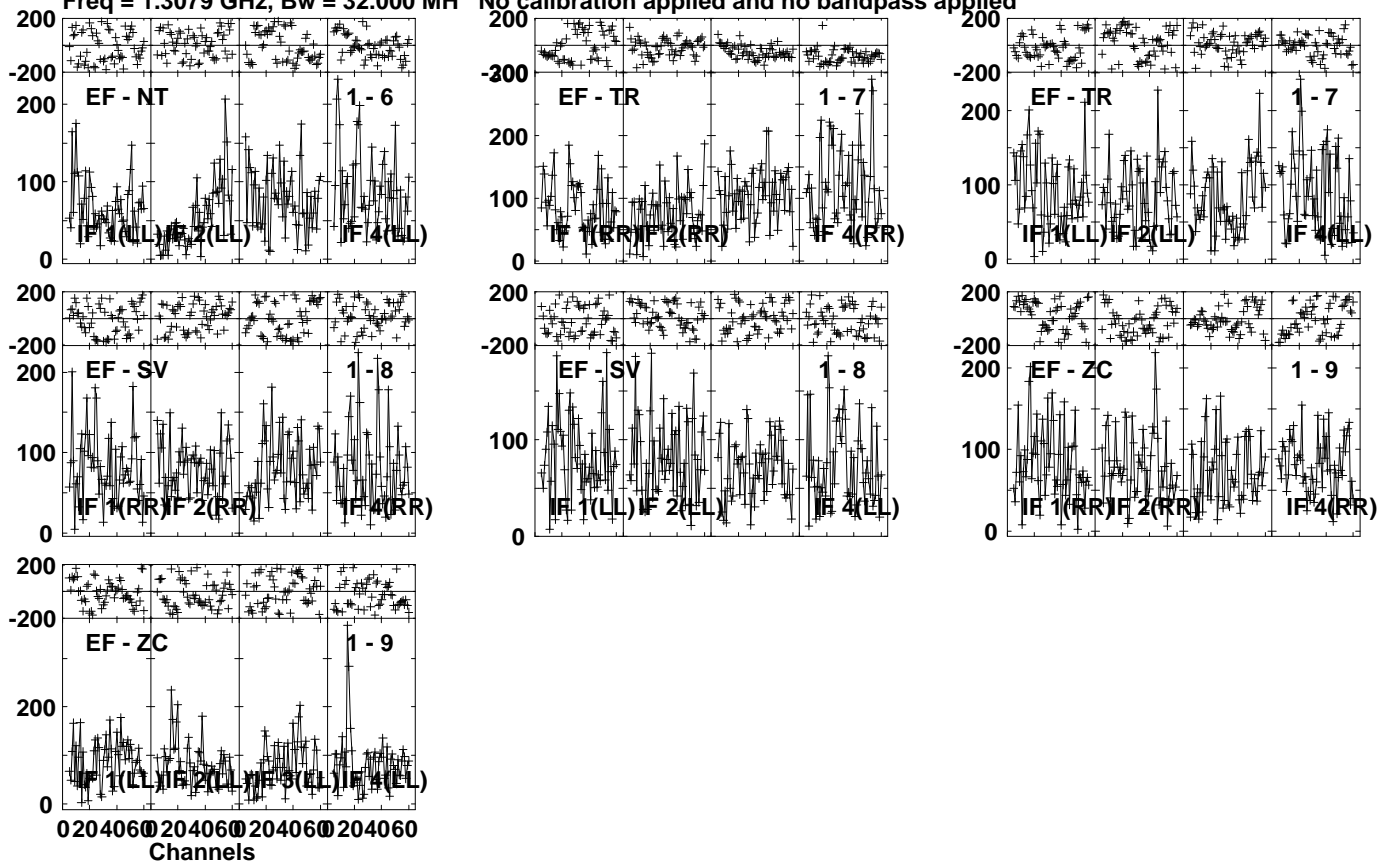 Freq = 1.3079 GHz, Bw = 32.000 MH No calibration applied and no bandpass applied
200
-200
EF - NT 1 - 6
200
100
0
IF 1(LL) IF 2(LL) IF 4(LL)
200
-200
EF - TR 1 - 7
200
100
0
IF 1(RR) IF 2(RR) IF 4(RR)
200
-200
EF - TR 1 - 7
200
100
0
IF 1(LL) IF 2(LL) IF 4(LL)
200
-200
EF - SV 1 - 8
200
100
0
IF 1(RR) IF 2(RR) IF 4(RR)
200
-200
EF - SV 1 - 8
100
0
IF 1(LL) IF 2(LL) IF 4(LL)
200
-200
EF - ZC 1 - 9
200
100
0
IF 1(RR) IF 2(RR) IF 4(RR)
200
-200
EF - ZC 1 - 9
200
0
IF 1(LL) IF 2(LL) IF 3(LL) IF 4(LL)
0 20 40 60 0 20 40 60 0 20 40 60 0 20 40 60
Channels